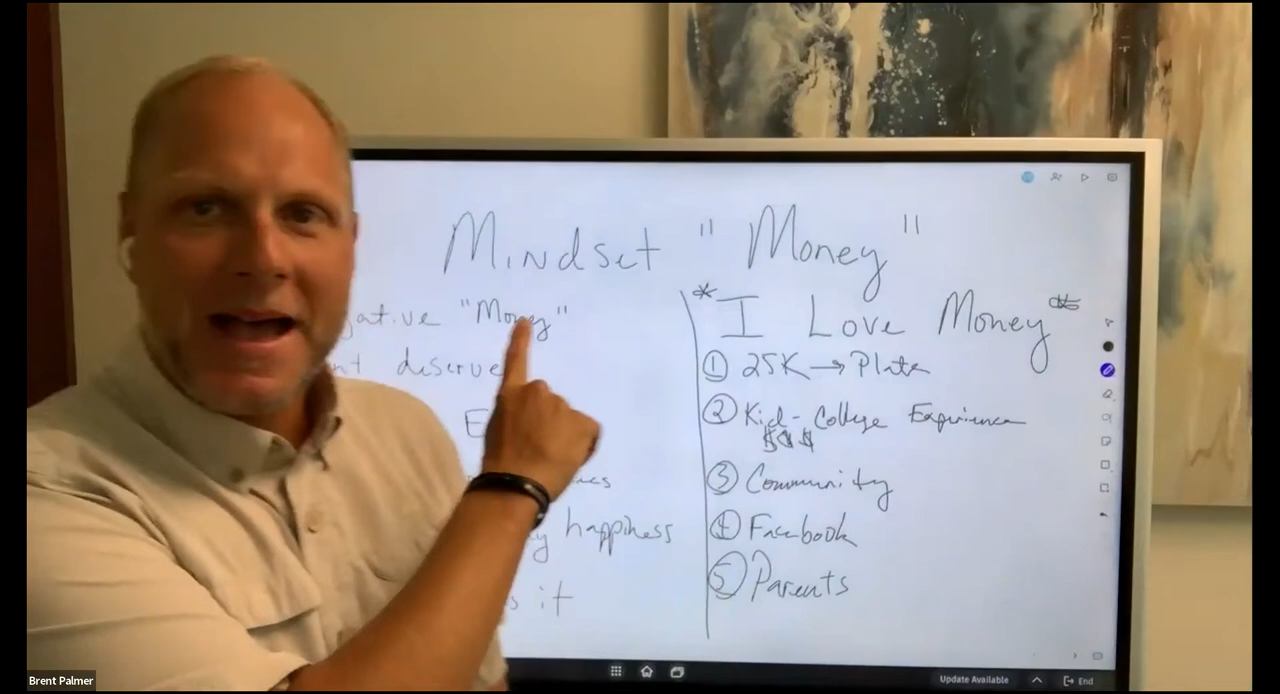 Mindset "Money"
"Money"
deserve
happiness
it
* I Love Money *
① 25K → Plate
② Kid - College Experience
$ $ $
③ Community
④ Facebook
⑤ Parents
Update Available
End
Brent Palmer